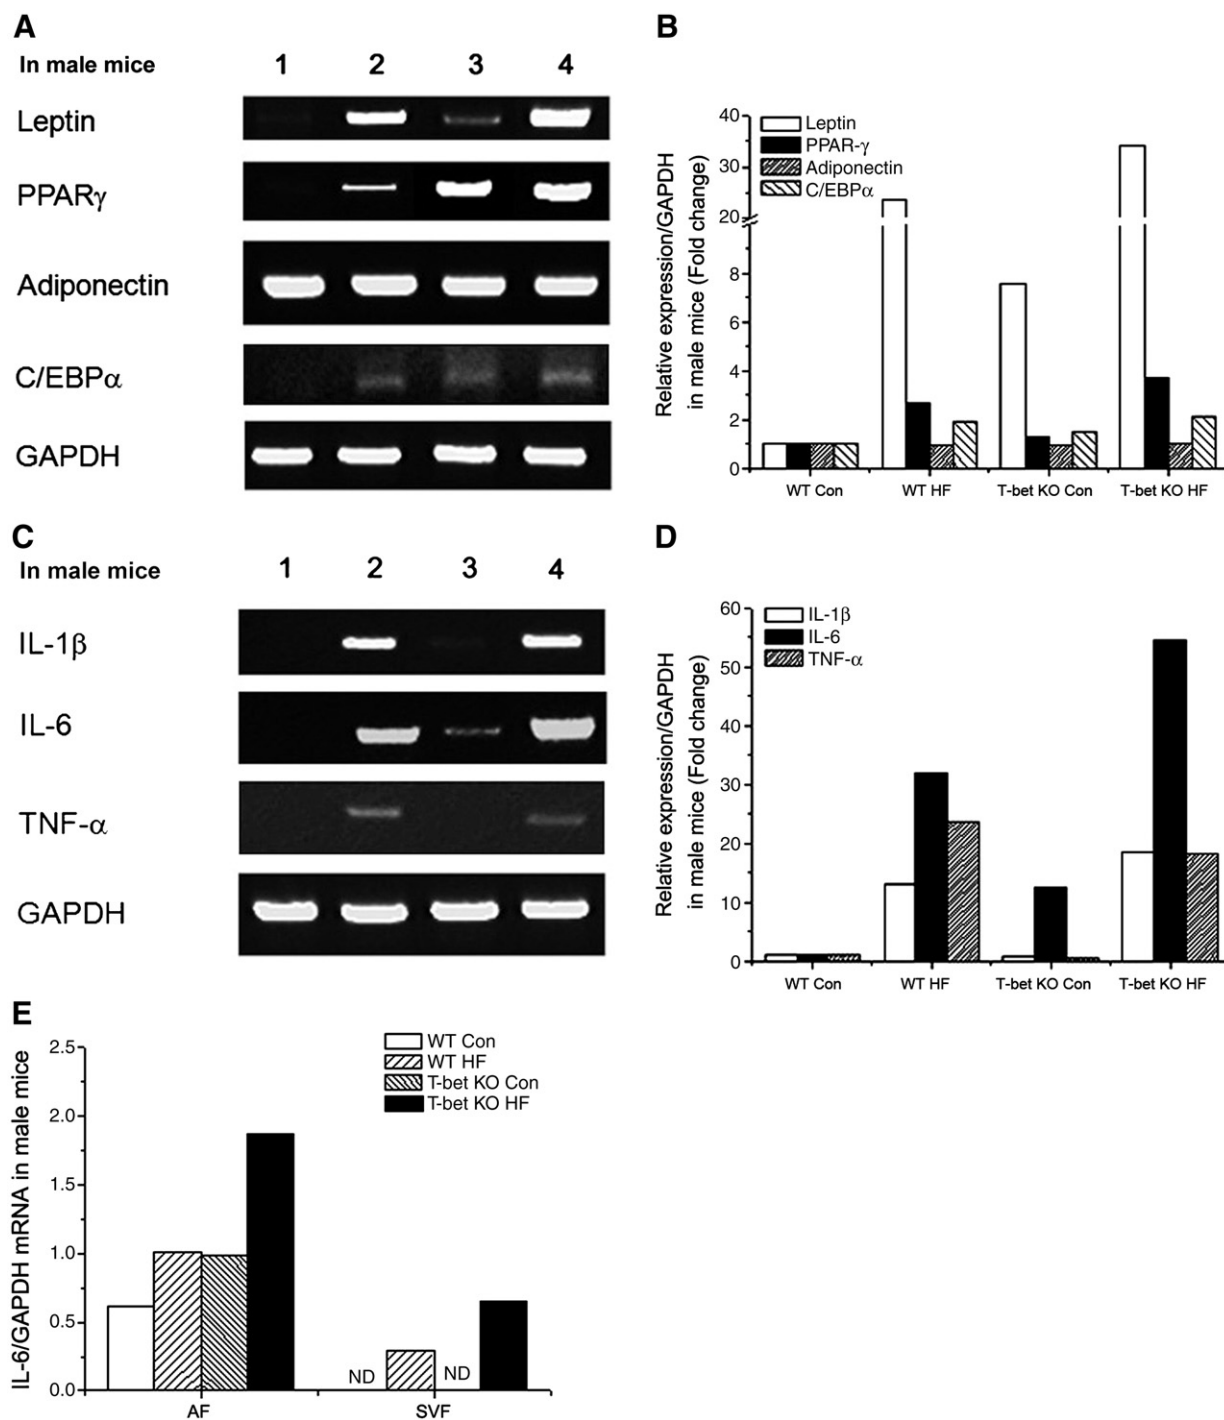 A
In male mice 1 2 3 4
Leptin
PPARγ
Adiponectin
C/EBPα
GAPDH
B
Relative expression/GAPDH
in male mice (Fold change)
40
30
20
8
6
4
2
0
Leptin
PPAR-γ
Adiponectin
C/EBPα
WT Con WT HF T-bet KO Con T-bet KO HF
C
In male mice 1 2 3 4
IL-1β
IL-6
TNF-α
GAPDH
D
Relative expression/GAPDH
in male mice (Fold change)
60
50
40
30
20
10
0
IL-1β
IL-6
TNF-α
WT Con WT HF T-bet KO Con T-bet KO HF
E
IL-6/GAPDH mRNA in male mice
2.5
2.0
1.5
1.0
0.5
0.0
WT Con
WT HF
T-bet KO Con
T-bet KO HF
ND ND
AF SVF